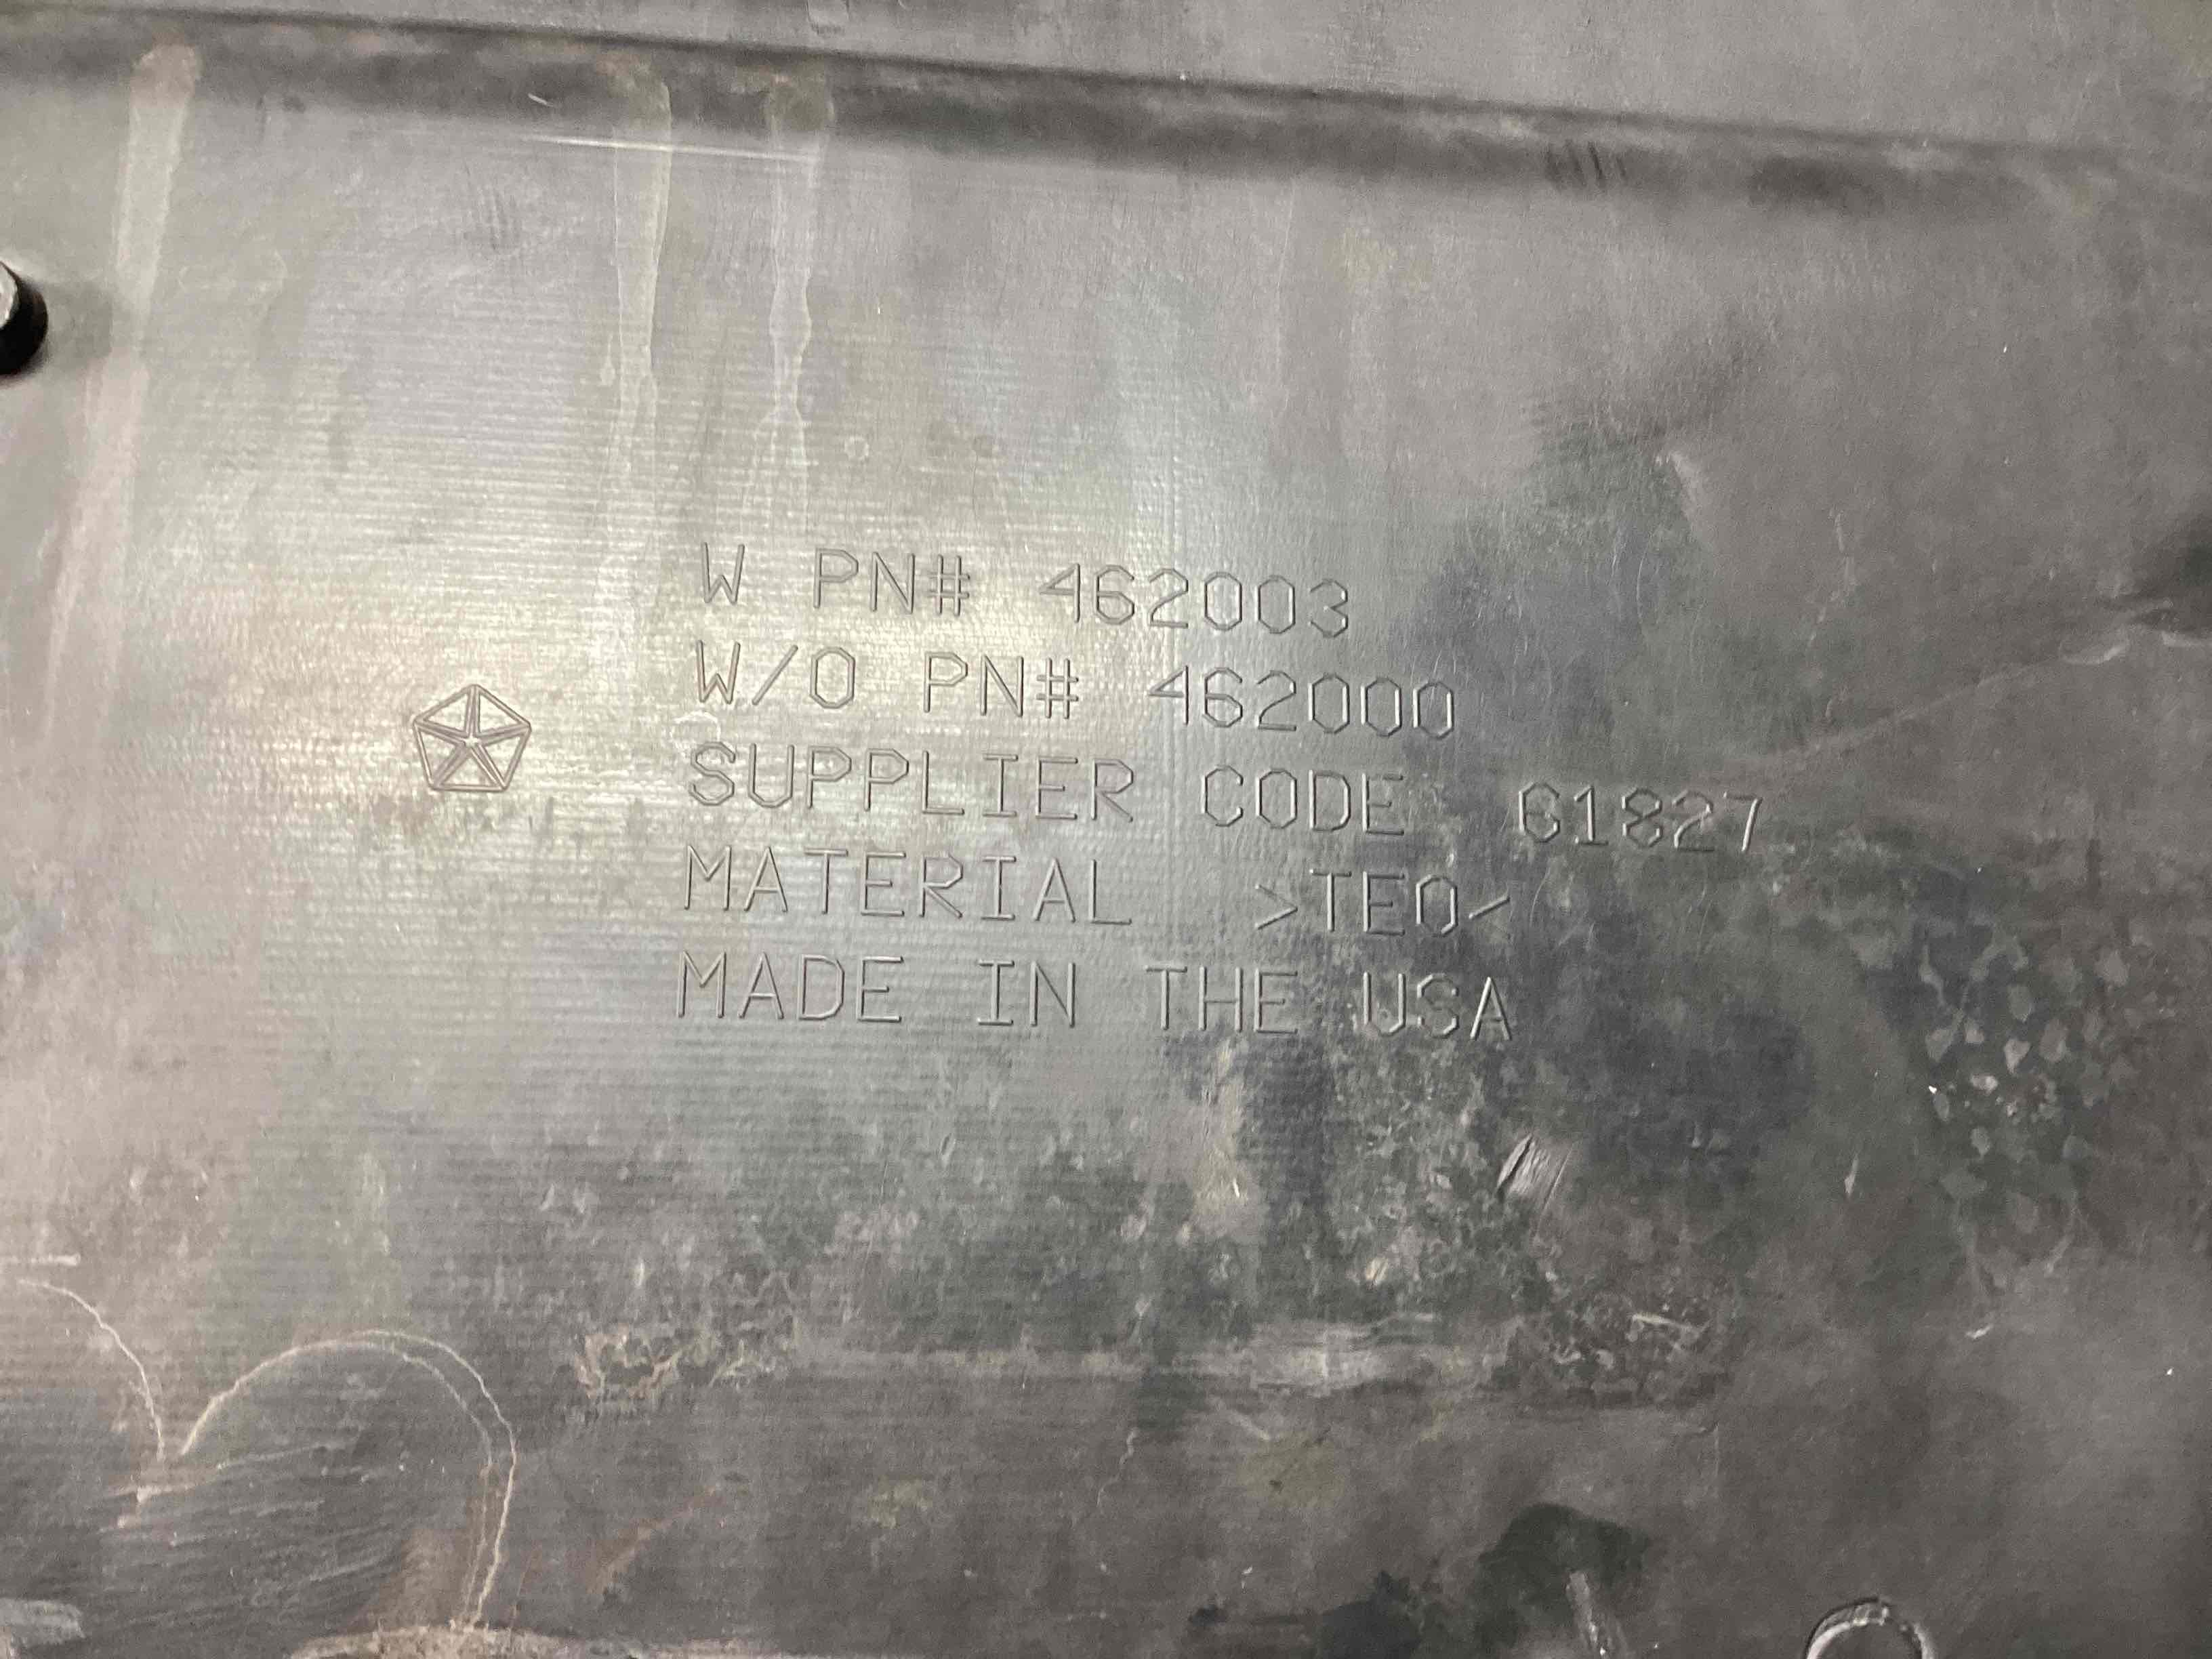 W PN# 462003
W/O PN# 462000
SUPPLIER CODE 61827
MATERIAL >TEO<
MADE IN THE USA